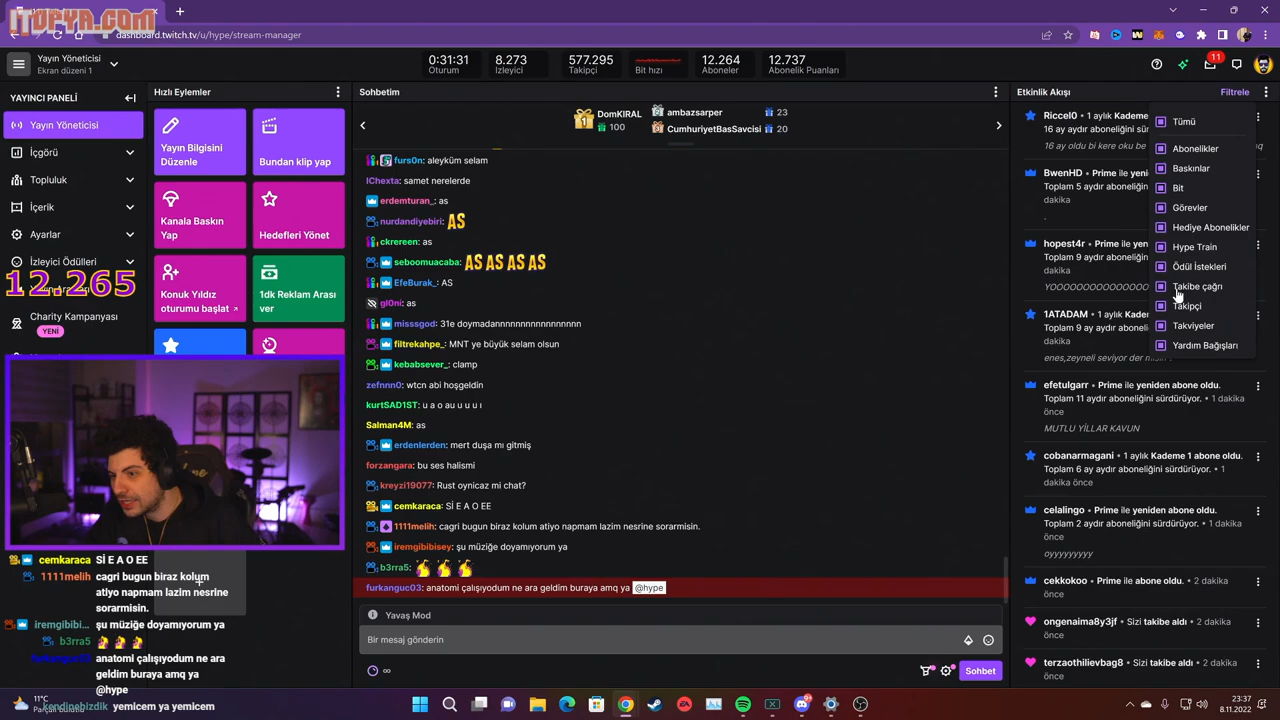 ITOPYA.COM
dashboard.twitch.tv/u/hype/stream-manager
Yayın Yöneticisi
Ekran düzeni 1
0:31:31
Oturum
8.273
İzleyici
577.295
Takipçi
Bit hızı
12.264
Aboneler
12.737
Abonelik Puanları
11
YAYINCI PANELİ
Yayın Yöneticisi
İçgörü
Topluluk
İçerik
Ayarlar
İzleyici Ödülleri
12.265
Charity Kampanyası
YENİ
Hızlı Eylemler
Yayın Bilgisini Düzenle
Bundan klip yap
Kanala Baskın Yap
Hedefleri Yönet
Konuk Yıldız oturumu başlat
1dk Reklam Arası ver
Sohbetim
1
DomKIRAL
100
ambazsarper
23
CumhuriyetBasSavcisi
20
furs0n: aleyküm selam
IChexta: samet nerelerde
erdemturan_: as
nurdandiyebiri: AS
ckrereen: as
seboomuacaba: AS AS AS AS
EfeBurak_: AS
gl0ni: as
misssgod: 31e doymadannnnnnnnnnnnnnnnn
filtrekahpe_: MNT ye büyük selam olsun
kebabsever_: clamp
zefnnn0: wtcn abi hoşgeldin
kurtSAD1ST: u a o au u u u ı
Salman4M: as
erdenlerden: mert duşa mı gitmiş
forzangara: bu ses halismi
kreyzi19077: Rust oynicaz mi chat?
cemkaraca: Sİ E A O EE
1111melih: cagri bugun biraz kolum atiyo napmam lazim nesrine sorarmisin.
iremgibibisey: şu müziğe doyamıyorum ya
b3rra5:
furkanguc03: anatomi çalışıyodum ne ara geldim buraya amq ya @hype
Yavaş Mod
Bir mesaj gönderin
Sohbet
Etkinlik Akışı
Filtrele
Riccel0 • 1 aylık Kademe
16 ay aydır aboneliğini
16 ay oldu bi kere oku be
BwenHD • Prime ile yeni
Toplam 5 aydır aboneliğini
dakika
.
hopest4r • Prime ile yen
Toplam 9 aydır aboneliğini
dakika
1ATADAM • 1 aylık Kade
Toplam 9 ay aydır aboneliğini
dakika
enes,zeyneli seviyor der
efetulgarr • Prime ile yeniden abone oldu.
Toplam 11 aydır aboneliğini sürdürüyor. • 1 dakika
önce
MUTLU YILLAR KAVUN
cobanarmagani • 1 aylık Kademe 1 abone oldu.
Toplam 6 ay aydır aboneliğini sürdürüyor. • 1
dakika önce
celalingo • Prime ile yeniden abone oldu.
Toplam 2 aydır aboneliğini sürdürüyor. • 1 dakika
önce
oyyyyyyyyy
cekkokoo • Prime ile abone oldu. • 2 dakika
önce
ongenaima8y3jf • Sizi takibe aldı • 2 dakika
önce
terzaothilievbag8 • Sizi takibe aldı • 2 dakika
önce
Tümü
Abonelikler
Baskınlar
Bit
Görevler
Hediye Abonelikler
Hype Train
Ödül İstekleri
Takibe çağrı
Takipçi
Takviyeler
Yardım Bağışları
cemkaraca Sİ E A O EE
1111melih cagri bugun biraz kolum
atiyo napmam lazim nesrine
sorarmisin.
iremgibibi... şu müziğe doyamıyorum ya
b3rra5
anatomi çalışıyodum ne ara
geldim buraya amq ya
@hype
kendinebizdik yemicem ya yemicem
11°C
23:37
8.11.2022